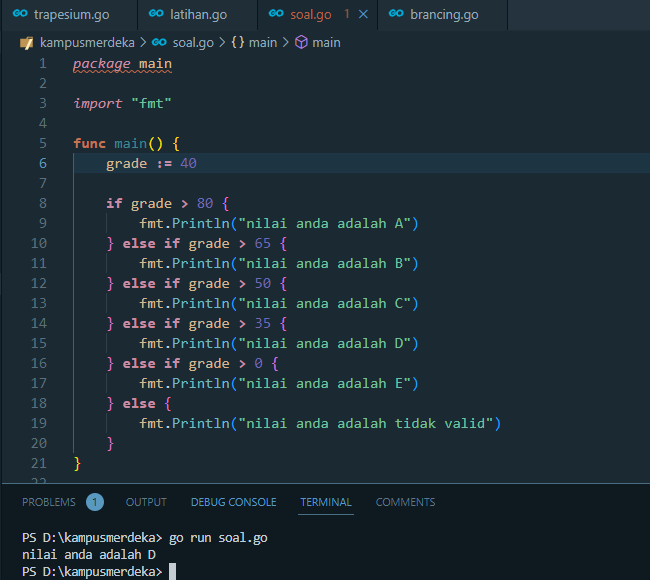 trapesium.go latihan.go soal.go 1 × brancing.go
kampusmerdeka > soal.go > {} main > main
1 package main
2
3 import "fmt"
4
5 func main() {
6 grade := 40
7
8 if grade > 80 {
9 fmt.Println("nilai anda adalah A")
10 } else if grade > 65 {
11 fmt.Println("nilai anda adalah B")
12 } else if grade > 50 {
13 fmt.Println("nilai anda adalah C")
14 } else if grade > 35 {
15 fmt.Println("nilai anda adalah D")
16 } else if grade > 0 {
17 fmt.Println("nilai anda adalah E")
18 } else {
19 fmt.Println("nilai anda adalah tidak valid")
20 }
21 }
22
PROBLEMS 1 OUTPUT DEBUG CONSOLE TERMINAL COMMENTS
PS D:\kampusmerdeka> go run soal.go
nilai anda adalah D
PS D:\kampusmerdeka>